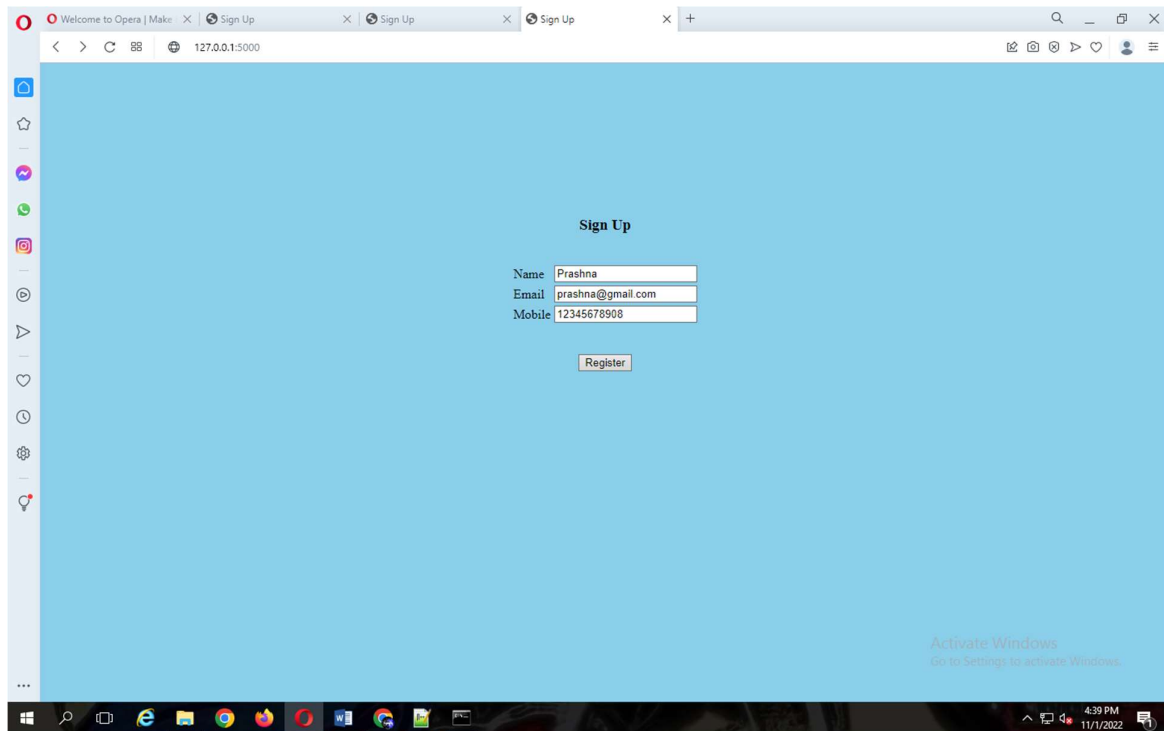 Welcome to Opera | Make
Sign Up
Sign Up
Sign Up
127.0.0.1:5000
Sign Up
Name Prashna
Email prashna@gmail.com
Mobile 12345678908
Register
Activate Windows
Go to Settings to activate Windows.
4:39 PM
11/1/2022